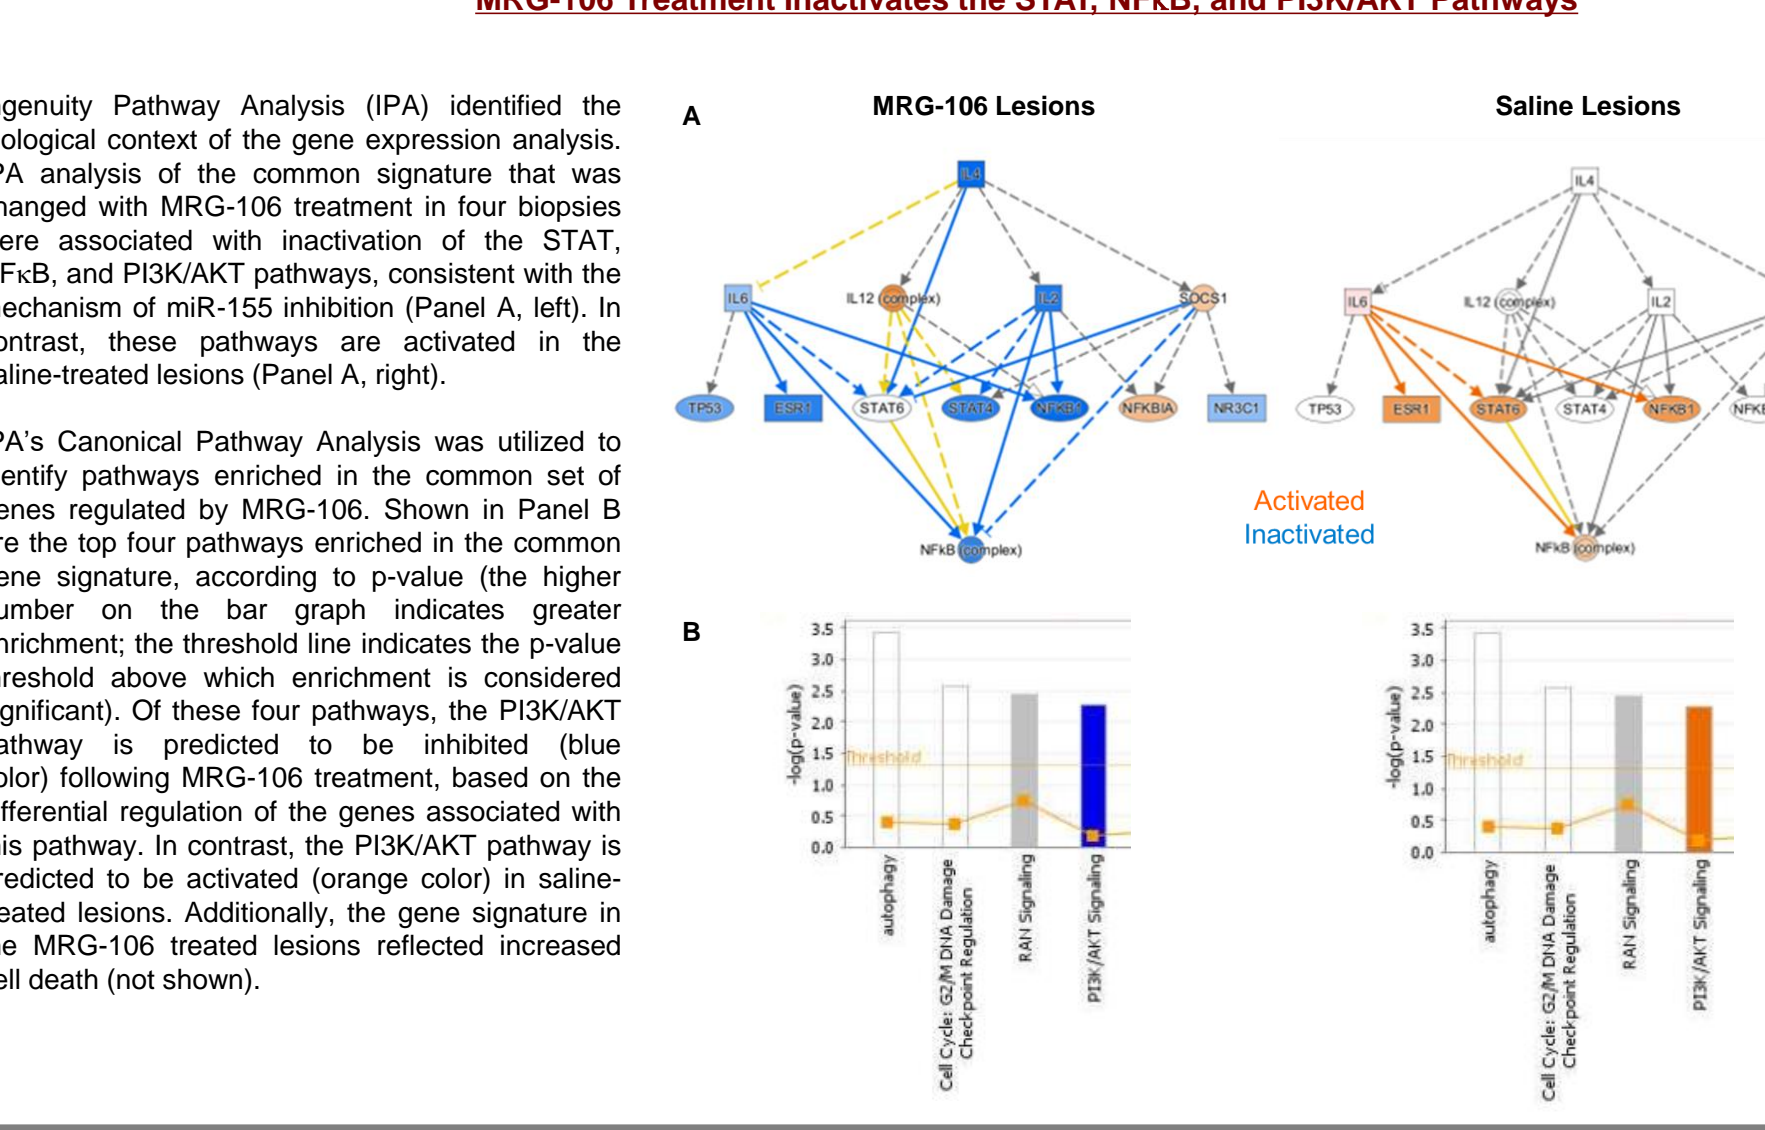 MRG-106 Treatment Inactivates the STAT, NFκB, and PI3K/AKT Pathways
ngenuity Pathway Analysis (IPA) identified the
ological context of the gene expression analysis.
PA analysis of the common signature that was
hanged with MRG-106 treatment in four biopsies
ere associated with inactivation of the STAT,
FκB, and PI3K/AKT pathways, consistent with the
mechanism of miR-155 inhibition (Panel A, left). In
ontrast, these pathways are activated in the
aline-treated lesions (Panel A, right).
PA's Canonical Pathway Analysis was utilized to
entify pathways enriched in the common set of
enes regulated by MRG-106. Shown in Panel B
re the top four pathways enriched in the common
ene signature, according to p-value (the higher
umber on the bar graph indicates greater
nrichment; the threshold line indicates the p-value
hreshold above which enrichment is considered
gnificant). Of these four pathways, the PI3K/AKT
athway is predicted to be inhibited (blue
olor) following MRG-106 treatment, based on the
ifferential regulation of the genes associated with
his pathway. In contrast, the PI3K/AKT pathway is
redicted to be activated (orange color) in saline-
eated lesions. Additionally, the gene signature in
he MRG-106 treated lesions reflected increased
ell death (not shown).
A
MRG-106 Lesions
Saline Lesions
IL4
IL6
IL12 (complex)
IL2
SOCS1
TP53
ESR1
STAT6
STAT4
NFKB1
NFKBIA
NR3C1
NFkB (complex)
IL4
IL6
IL12 (complex)
IL2
TP53
ESR1
STAT6
STAT4
NFKB1
NFKB
NFkB (complex)
Activated
Inactivated
B
-log(p-value)
3.5
3.0
2.5
2.0
1.5
1.0
0.5
0.0
Threshold
autophagy
Cell Cycle: G2/M DNA Damage
Checkpoint Regulation
RAN Signaling
PI3K/AKT Signaling
-log(p-value)
3.5
3.0
2.5
2.0
1.5
1.0
0.5
0.0
Threshold
autophagy
Cell Cycle: G2/M DNA Damage
Checkpoint Regulation
RAN Signaling
PI3K/AKT Signaling